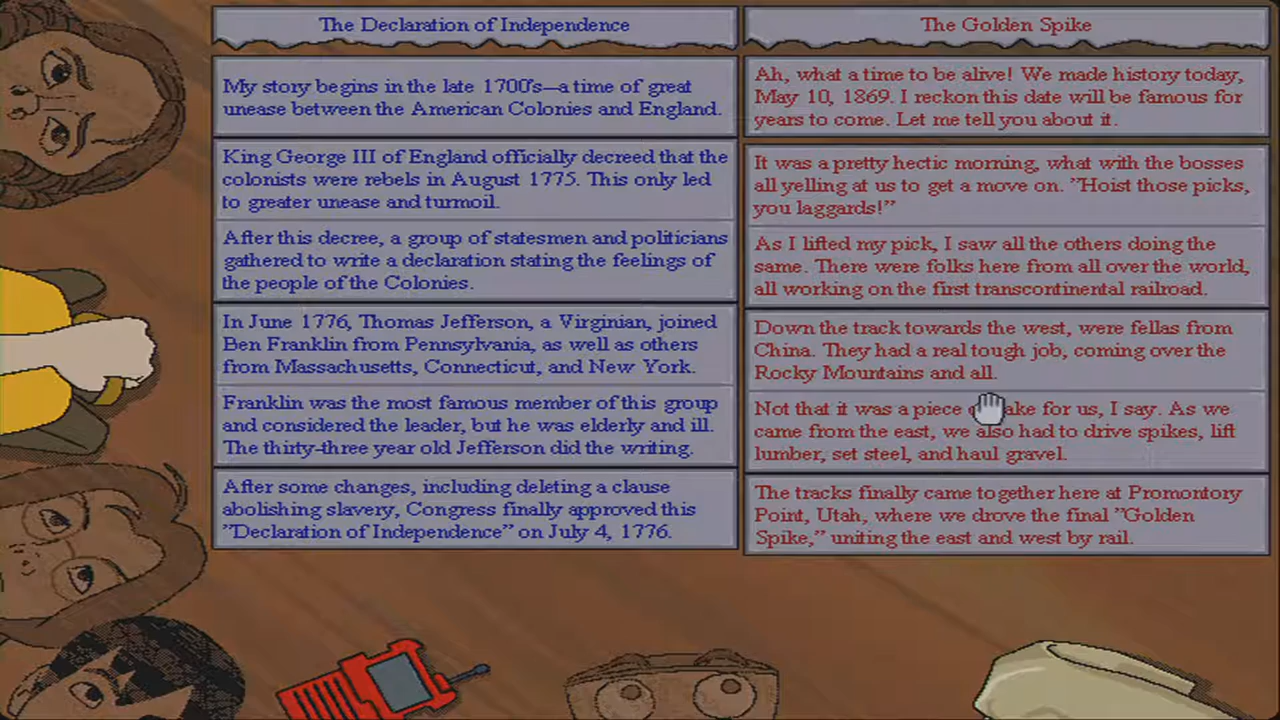 The Declaration of Independence
My story begins in the late 1700's—a time of great
unease between the American Colonies and England.
King George III of England officially decreed that the
colonists were rebels in August 1775. This only led
to greater unease and turmoil.
After this decree, a group of statesmen and politicians
gathered to write a declaration stating the feelings of
the people of the Colonies.
In June 1776, Thomas Jefferson, a Virginian, joined
Ben Franklin from Pennsylvania, as well as others
from Massachusetts, Connecticut, and New York.
Franklin was the most famous member of this group
and considered the leader, but he was elderly and ill.
The thirty-three year old Jefferson did the writing.
After some changes, including deleting a clause
abolishing slavery, Congress finally approved this
"Declaration of Independence" on July 4, 1776.
The Golden Spike
Ah, what a time to be alive! We made history today,
May 10, 1869. I reckon this date will be famous for
years to come. Let me tell you about it.
It was a pretty hectic morning, what with the bosses
all yelling at us to get a move on. "Hoist those picks,
you laggards!"
As I lifted my pick, I saw all the others doing the
same. There were folks here from all over the world,
all working on the first transcontinental railroad.
Down the track towards the west, were fellas from
China. They had a real tough job, coming over the
Rocky Mountains and all.
Not that it was a piece for us, I say. As we
came from the east, we also had to drive spikes, lift
lumber, set steel, and haul gravel.
The tracks finally came together here at Promontory
Point, Utah, where we drove the final "Golden
Spike," uniting the east and west by rail.